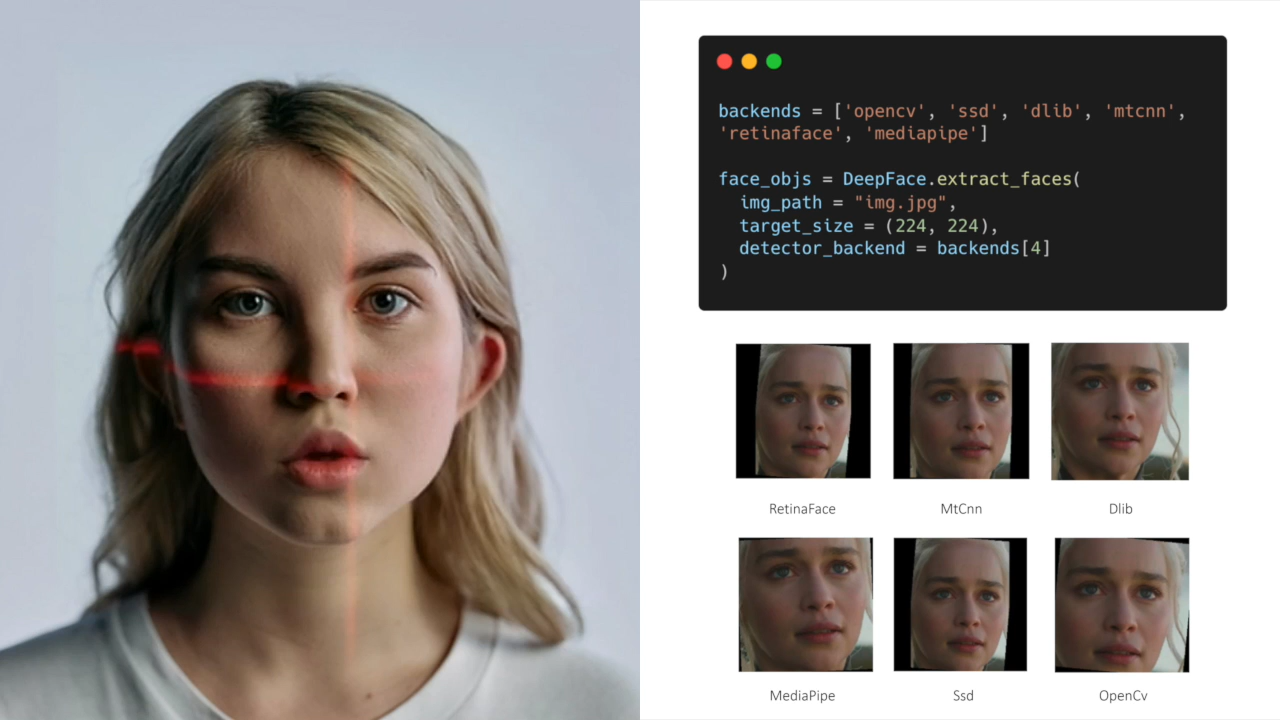 backends = ['opencv', 'ssd', 'dlib', 'mtcnn',
'retinaface', 'mediapipe']
face_objs = DeepFace.extract_faces(
  img_path = "img.jpg",
  target_size = (224, 224),
  detector_backend = backends[4]
)
RetinaFace MtCnn Dlib
MediaPipe Ssd OpenCv